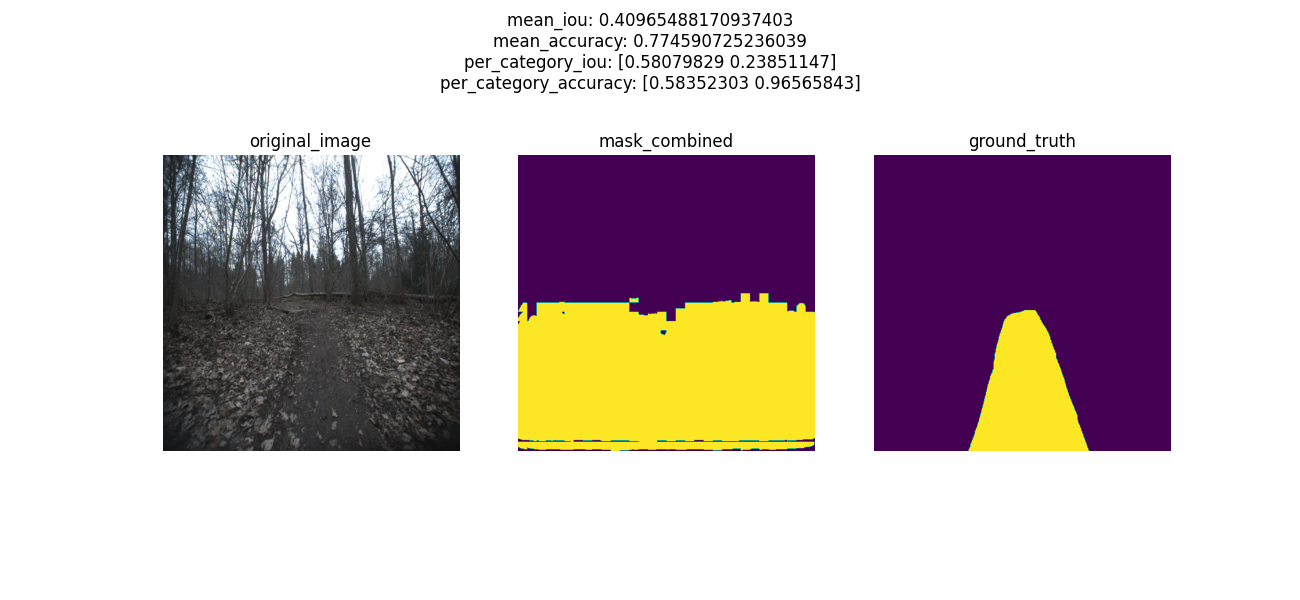 mean_iou: 0.40965488170937403
mean_accuracy: 0.774590725236039
per_category_iou: [0.58079829 0.23851147]
per_category_accuracy: [0.58352303 0.96565843]
original_image
mask_combined
ground_truth